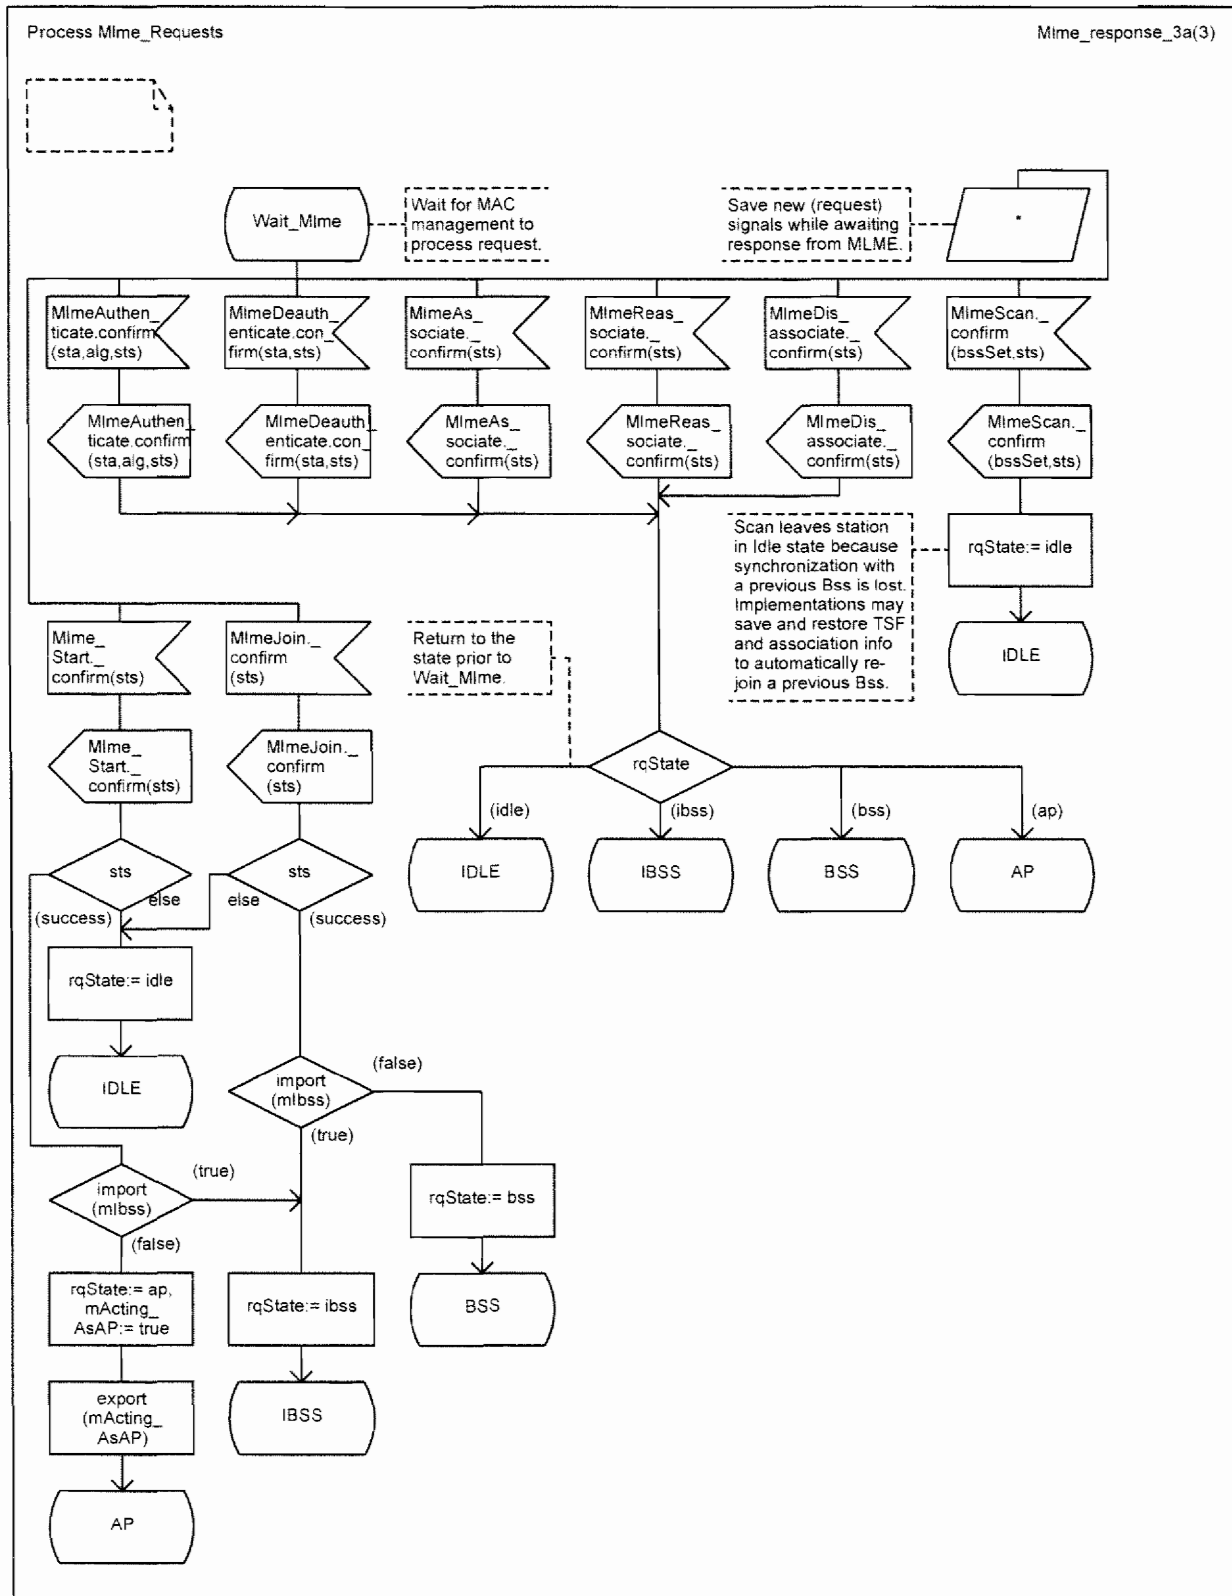 Process Mlme_Requests
Mlme_response_3a(3)
Wait_Mlme
Wait for MAC
management to
process request.
Save new (request)
signals while awaiting
response from MLME.
*
MlmeAuthen_
ticate.confirm
(sta,alg,sts)
MlmeDeauth_
enticate.con_
firm(sta,sts)
MlmeAs_
sociate._
confirm(sts)
MlmeReas_
sociate._
confirm(sts)
MlmeDis_
associate._
confirm(sts)
MlmeScan._
confirm
(bssSet,sts)
MlmeAuthen_
ticate.confirm
(sta,alg,sts)
MlmeDeauth_
enticate.con_
firm(sta,sts)
MlmeAs_
sociate._
confirm(sts)
MlmeReas_
sociate._
confirm(sts)
MlmeDis_
associate._
confirm(sts)
MlmeScan._
confirm
(bssSet,sts)
Scan leaves station
in Idle state because
synchronization with
a previous Bss is lost.
Implementations may
save and restore TSF
and association info
to automatically re-
join a previous Bss.
rqState:= idle
IDLE
Mlme_
Start._
confirm(sts)
MlmeJoin._
confirm
(sts)
Return to the
state prior to
Wait_Mlme.
Mlme_
Start._
confirm(sts)
MlmeJoin._
confirm
(sts)
rqState
(idle)
(ibss)
(bss)
(ap)
IDLE
IBSS
BSS
AP
sts
sts
(success)
else
else
(success)
rqState:= idle
IDLE
import
(mIbss)
(false)
(true)
import
(mIbss)
(true)
(false)
rqState:= bss
BSS
rqState:= ap,
mActing_
AsAP:= true
rqState:= ibss
export
(mActing_
AsAP)
IBSS
AP